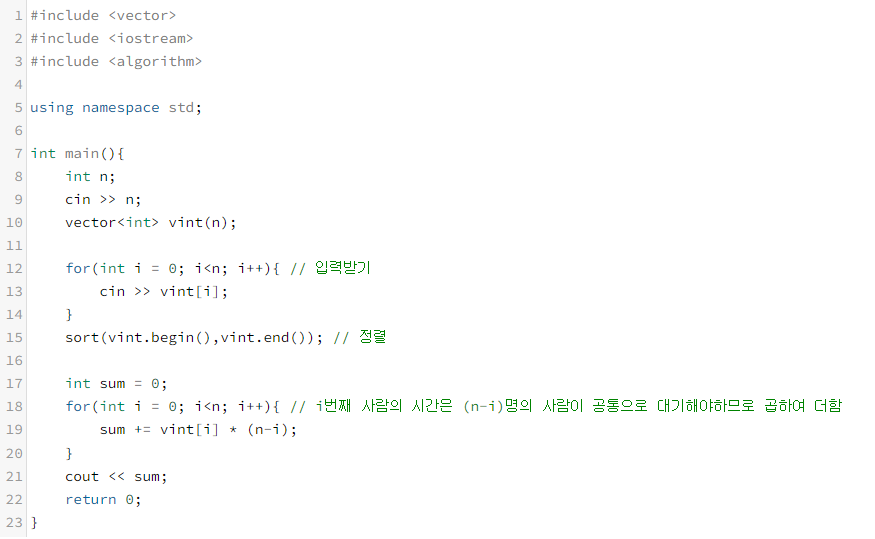 1 #include <vector>
2 #include <iostream>
3 #include <algorithm>
4
5 using namespace std;
6
7 int main(){
8     int n;
9     cin >> n;
10     vector<int> vint(n);
11
12     for(int i = 0; i<n; i++){ // 입력받기
13         cin >> vint[i];
14     }
15     sort(vint.begin(),vint.end()); // 정렬
16
17     int sum = 0;
18     for(int i = 0; i<n; i++){ // i번째 사람의 시간은 (n-i)명의 사람이 공통으로 대기해야하므로 곱하여 더함
19         sum += vint[i] * (n-i);
20     }
21     cout << sum;
22     return 0;
23 }